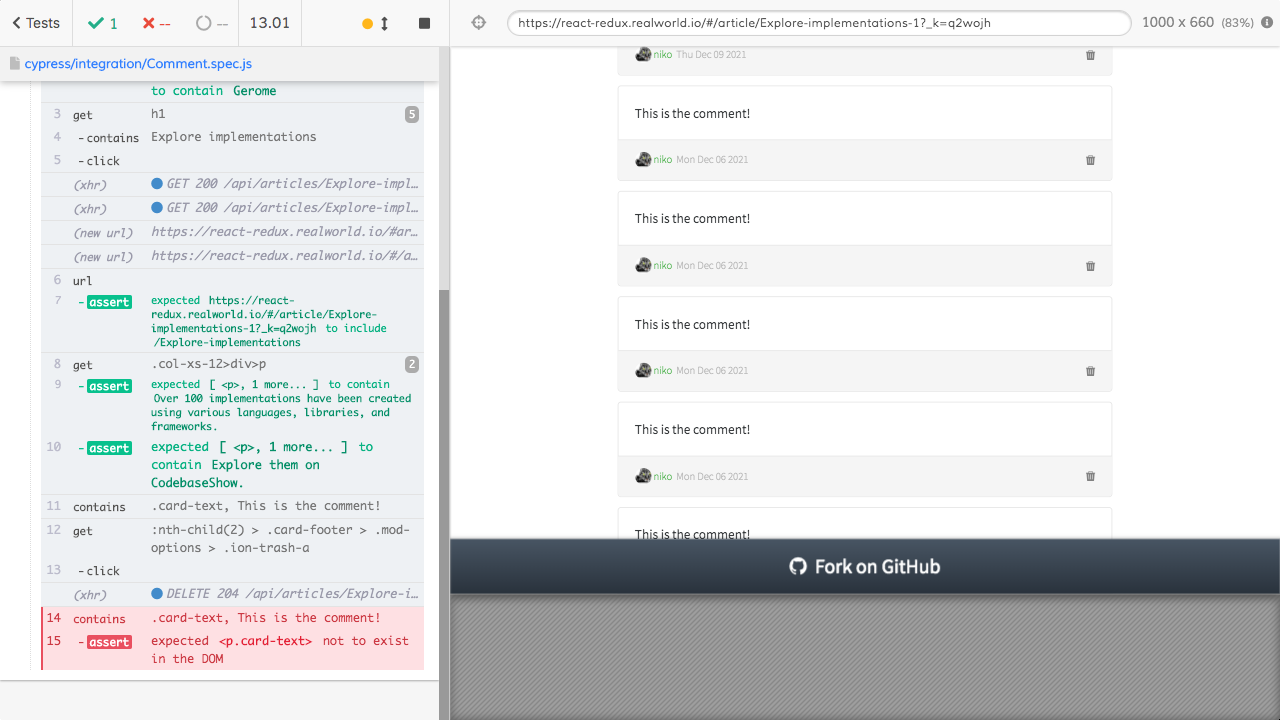 Tests
1
--
--
13.01
https://react-redux.realworld.io/#/article/Explore-implementations-1?_k=q2wojh
1000 x 660 (83%)
cypress/integration/Comment.spec.js
to contain Gerome
3 get h1 5
4 -contains Explore implementations
5 -click
(xhr) GET 200 /api/articles/Explore-impl…
(xhr) GET 200 /api/articles/Explore-impl…
(new url) https://react-redux.realworld.io/#ar…
(new url) https://react-redux.realworld.io/#/a…
6 url
7 -assert expected https://react-
redux.realworld.io/#/article/Explore-
implementations-1?_k=q2wojh to include
/Explore-implementations
8 get .col-xs-12>div>p 2
9 -assert expected [ <p>, 1 more... ] to contain
Over 100 implementations have been created
using various languages, libraries, and
frameworks.
10 -assert expected [ <p>, 1 more... ] to
contain Explore them on
CodebaseShow.
11 contains .card-text, This is the comment!
12 get :nth-child(2) > .card-footer > .mod-
options > .ion-trash-a
13 -click
(xhr) DELETE 204 /api/articles/Explore-i…
14 contains .card-text, This is the comment!
15 -assert expected <p.card-text> not to exist
in the DOM
niko Thu Dec 09 2021
This is the comment!
niko Mon Dec 06 2021
This is the comment!
niko Mon Dec 06 2021
This is the comment!
niko Mon Dec 06 2021
This is the comment!
niko Mon Dec 06 2021
This is the comment!
Fork on GitHub